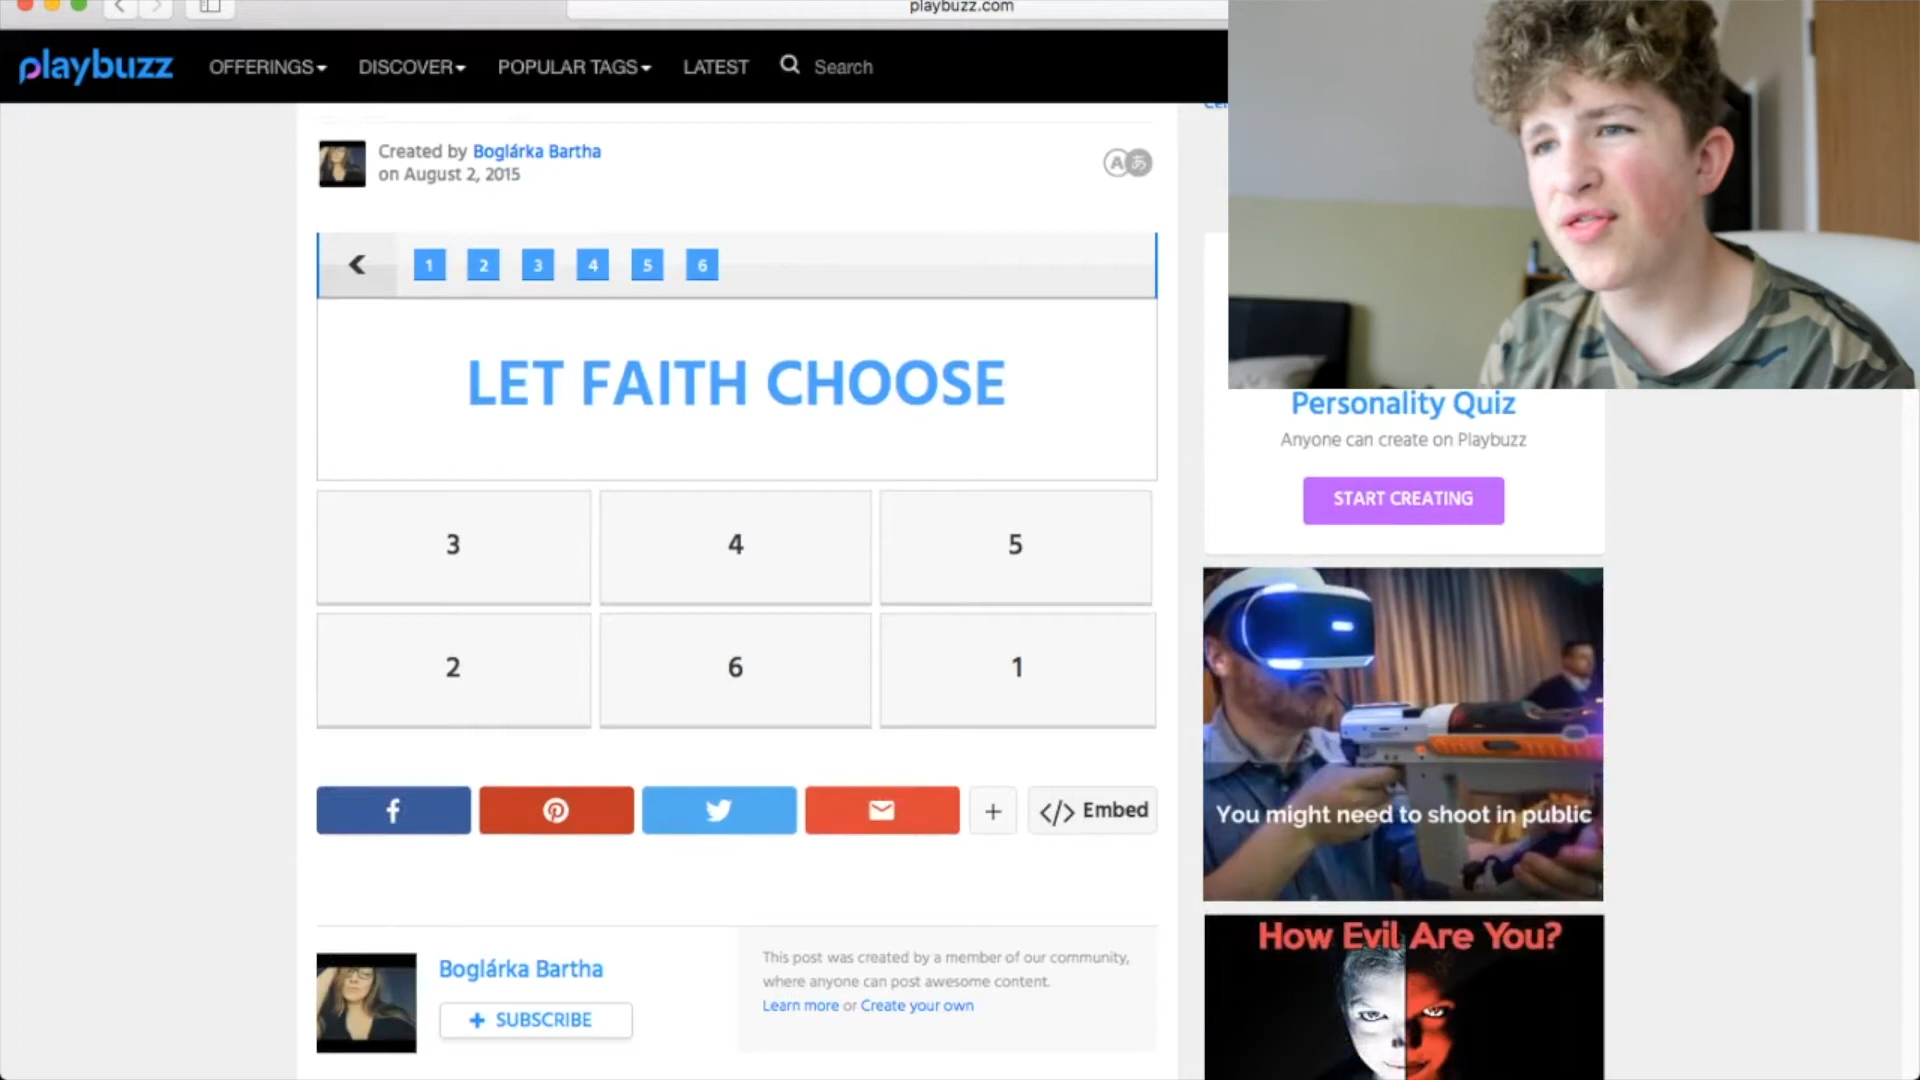 playbuzz.com
playbuzz OFFERINGS DISCOVER POPULAR TAGS LATEST Search
Created by Boglárka Bartha
on August 2, 2015
A あ
1 2 3 4 5 6
LET FAITH CHOOSE
3 4 5
2 6 1
f
+ </> Embed
Boglárka Bartha
+ SUBSCRIBE
This post was created by a member of our community,
where anyone can post awesome content.
Learn more or Create your own
Personality Quiz
Anyone can create on Playbuzz
START CREATING
You might need to shoot in public
How Evil Are You?